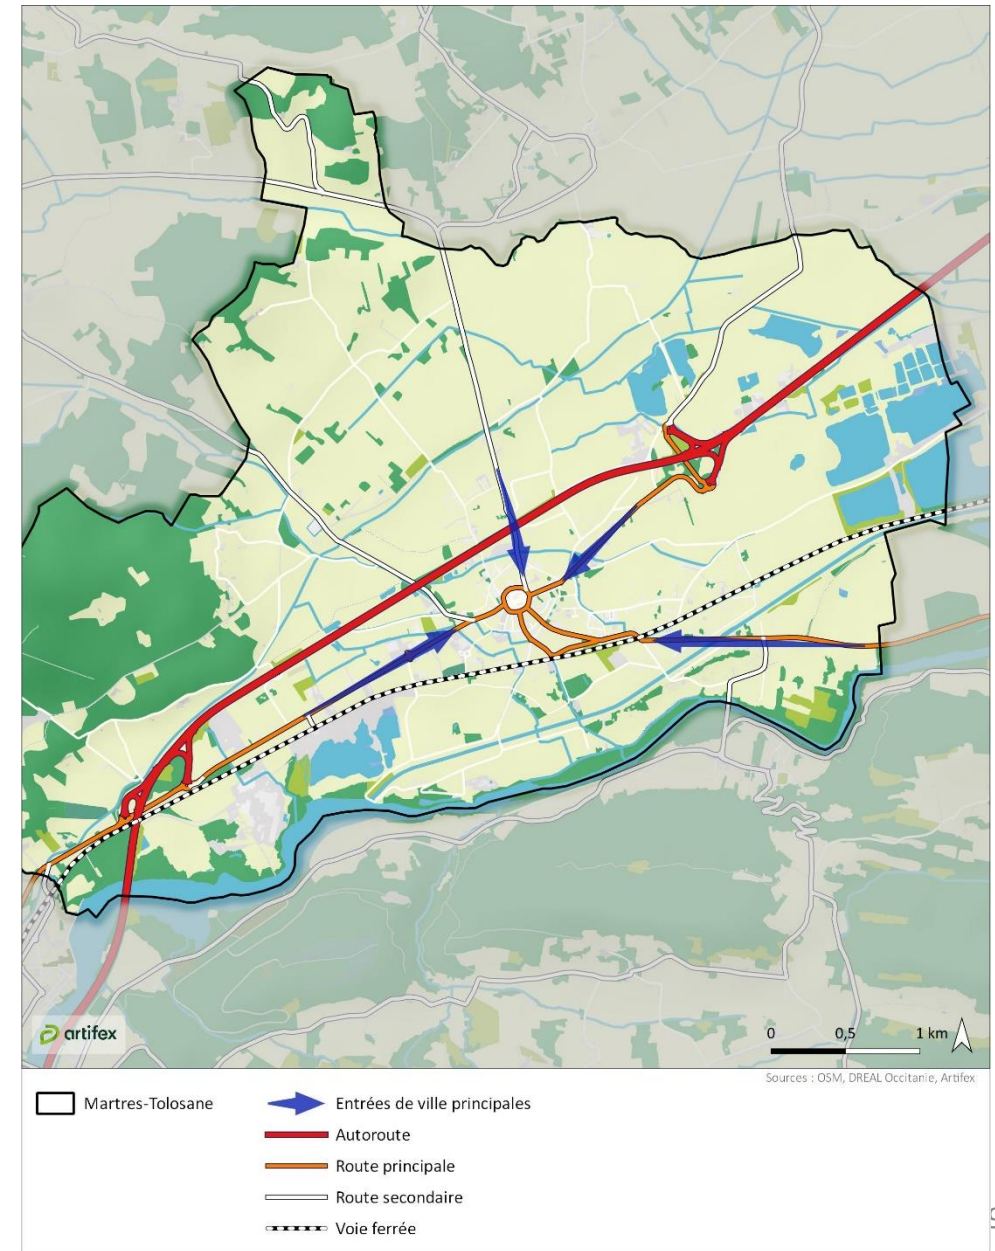 artifex
0 0,5 1 km
Sources : OSM, DREAL Occitanie, Artifex
Martres-Tolosane
Entrées de ville principales
Autoroute
Route principale
Route secondaire
Voie ferrée